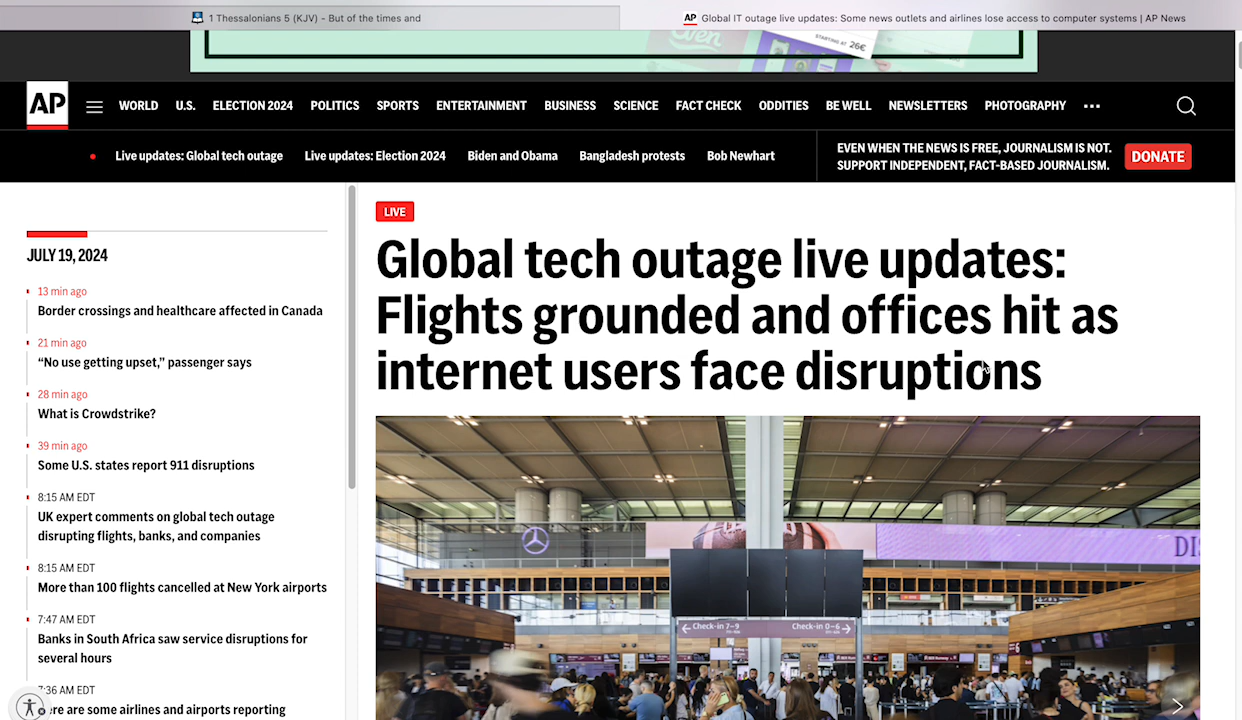 1 Thessalonians 5 (KJV) - But of the times and
AP Global IT outage live updates: Some news outlets and airlines lose access to computer systems | AP News
even
STARTING AT 26€
AP
WORLD U.S. ELECTION 2024 POLITICS SPORTS ENTERTAINMENT BUSINESS SCIENCE FACT CHECK ODDITIES BE WELL NEWSLETTERS PHOTOGRAPHY
Live updates: Global tech outage Live updates: Election 2024 Biden and Obama Bangladesh protests Bob Newhart
EVEN WHEN THE NEWS IS FREE, JOURNALISM IS NOT.
SUPPORT INDEPENDENT, FACT-BASED JOURNALISM.
DONATE
JULY 19, 2024
13 min ago
Border crossings and healthcare affected in Canada
21 min ago
“No use getting upset,” passenger says
28 min ago
What is Crowdstrike?
39 min ago
Some U.S. states report 911 disruptions
8:15 AM EDT
UK expert comments on global tech outage
disrupting flights, banks, and companies
8:15 AM EDT
More than 100 flights cancelled at New York airports
7:47 AM EDT
Banks in South Africa saw service disruptions for
several hours
7:36 AM EDT
ere are some airlines and airports reporting
LIVE
Global tech outage live updates:
Flights grounded and offices hit as
internet users face disruptions
DI
Check-in 7–9
Check-in 0–6